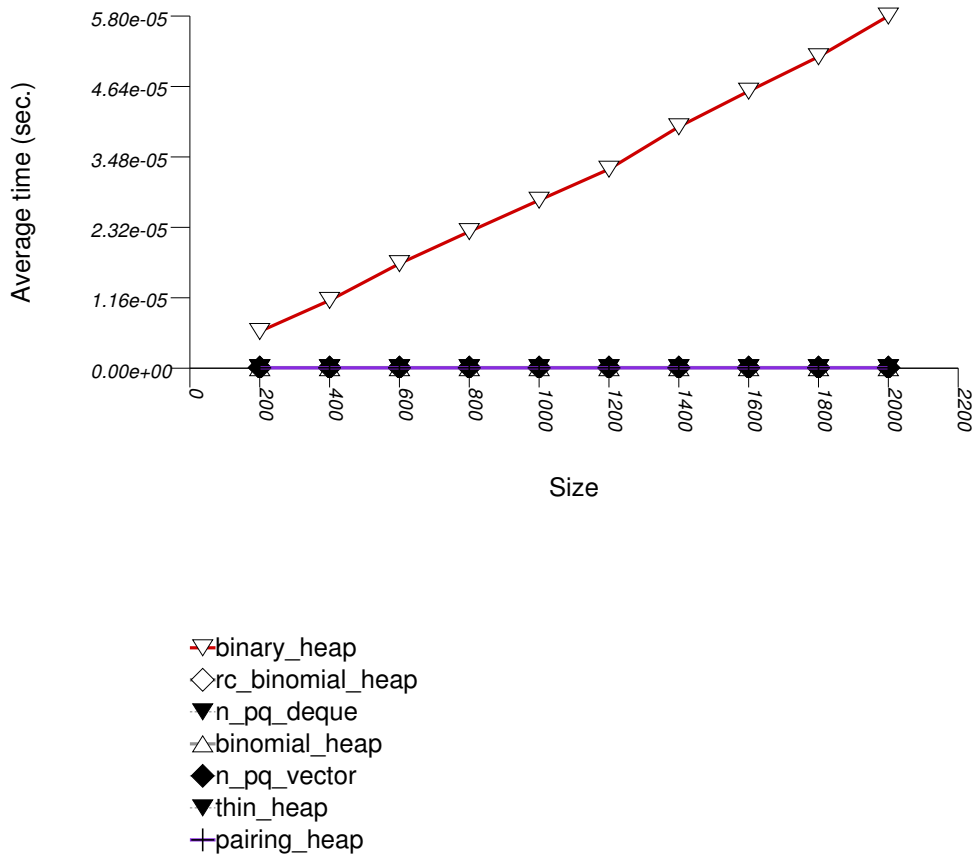 5.80e-05
4.64e-05
3.48e-05
2.32e-05
1.16e-05
0.00e+00
Average time (sec.)
0
200
400
600
800
1000
1200
1400
1600
1800
2000
2200
Size
binary_heap
rc_binomial_heap
n_pq_deque
binomial_heap
n_pq_vector
thin_heap
pairing_heap